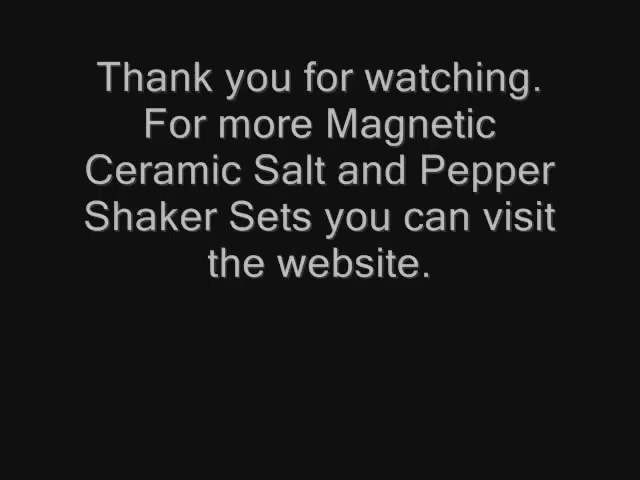 Thank you for watching.
For more Magnetic
Ceramic Salt and Pepper
Shaker Sets you can visit
the website.